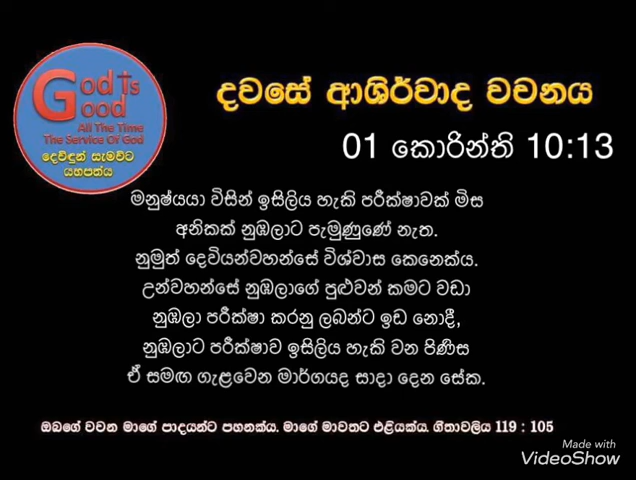 God is
Good
All The Time
The Service Of God
දෙවිඳුන් සැමවිට
යහපත්ය
දවසේ ආශිර්වාද වචනය
01 කොරින්ති 10:13
මනුෂ්‍යයා විසින් ඉසිලිය හැකි පරීක්ෂාවක් මිස
අනිකක් නුඹලාට පැමුණුණේ නැත.
නුමුත් දෙවියන්වහන්සේ විශ්වාස කෙනෙක්ය.
උන්වහන්සේ නුඹලාගේ පුළුවන් කමට වඩා
නුඹලා පරීක්ෂා කරනු ලබන්ට ඉඩ නොදී,
නුඹලාට පරීක්ෂාව ඉසිලිය හැකි වන පිණිස
ඒ සමඟ ගැළවෙන මාර්ගයද සාදා දෙන සේක.
ඔබගේ වචන මාගේ පාදයන්ට පහනක්ය. මාගේ මාවතට එළියක්ය. ගීතාවලිය 119 : 105
Made with
VideoShow